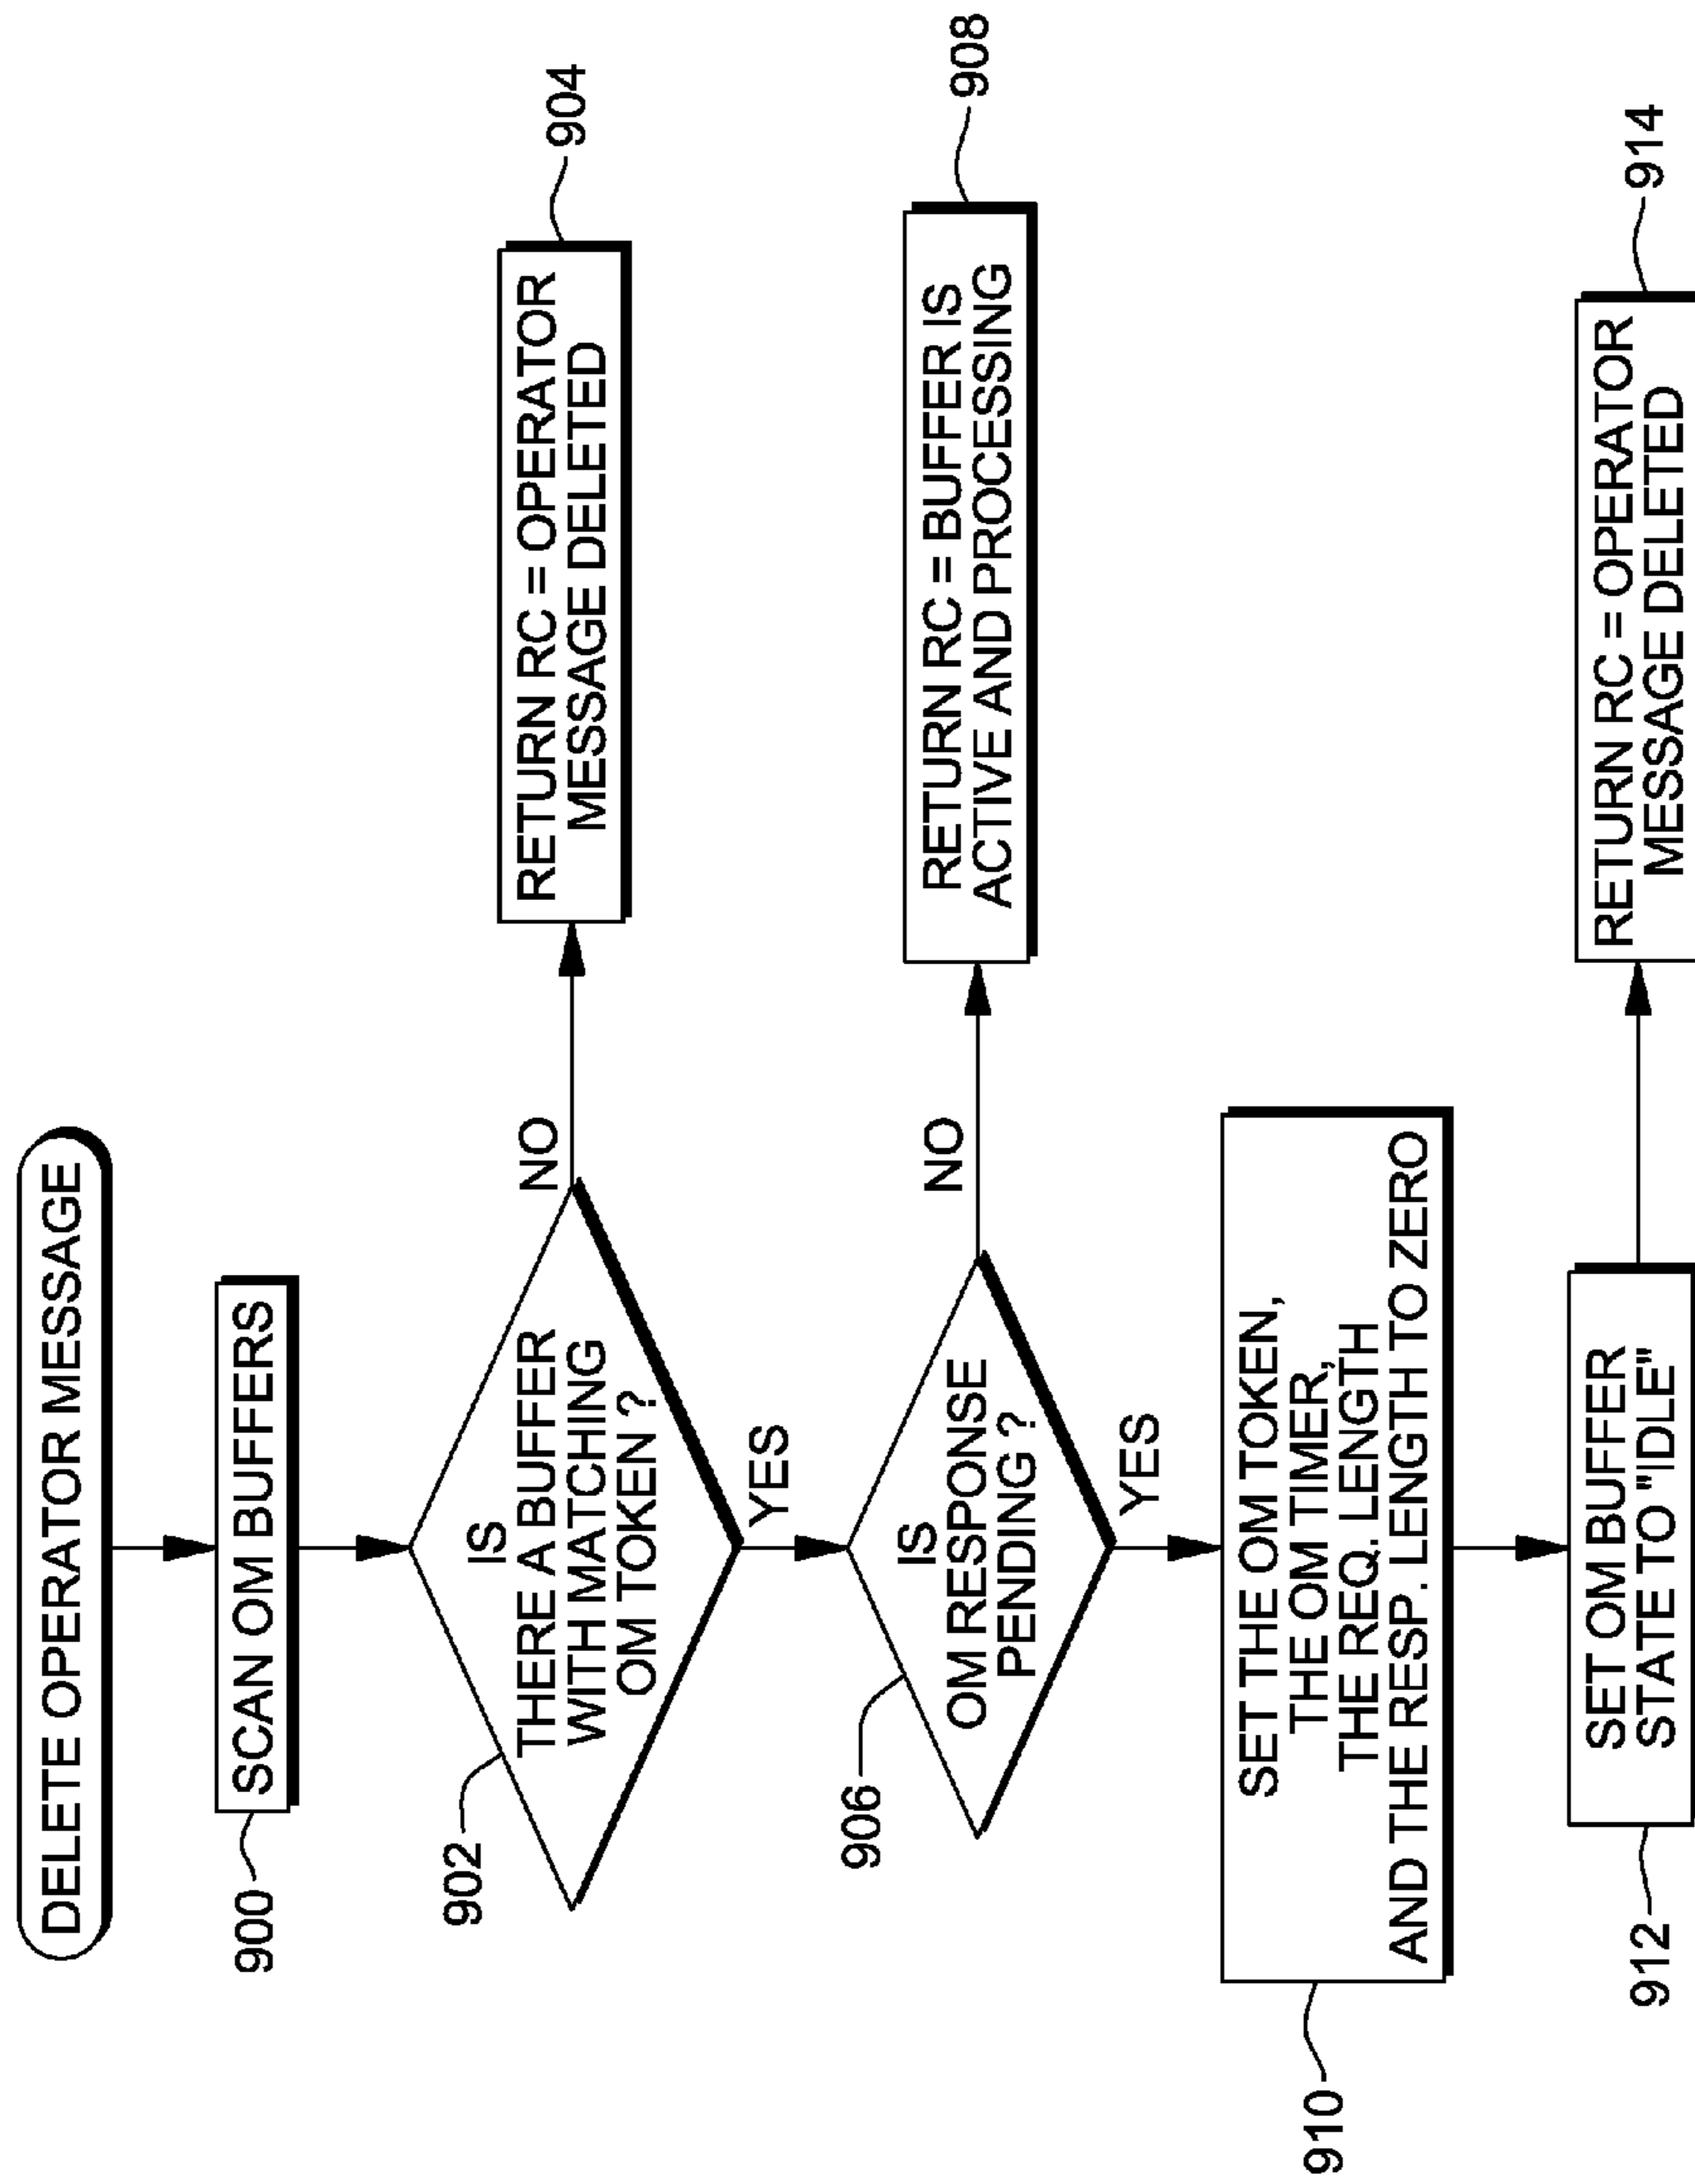 DELETE OPERATOR MESSAGE
900
SCAN OM BUFFERS
902
IS
THERE A BUFFER
WITH MATCHING
OM TOKEN ?
NO
RETURN RC = OPERATOR
MESSAGE DELETED
904
YES
906
IS
OM RESPONSE
PENDING ?
NO
RETURN RC = BUFFER IS
ACTIVE AND PROCESSING
908
YES
910
SET THE OM TOKEN,
THE OM TIMER,
THE REQ. LENGTH
AND THE RESP. LENGTH TO ZERO
912
SET OM BUFFER
STATE TO "IDLE"
RETURN RC = OPERATOR
MESSAGE DELETED
914